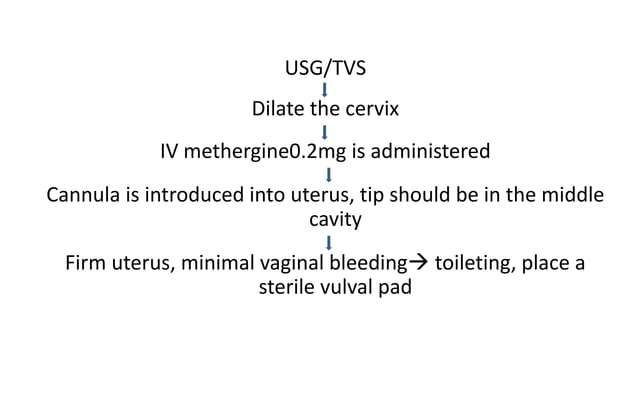 USG/TVS
Dilate the cervix
IV methergine0.2mg is administered
Cannula is introduced into uterus, tip should be in the middle
cavity
Firm uterus, minimal vaginal bleeding→ toileting, place a
sterile vulval pad